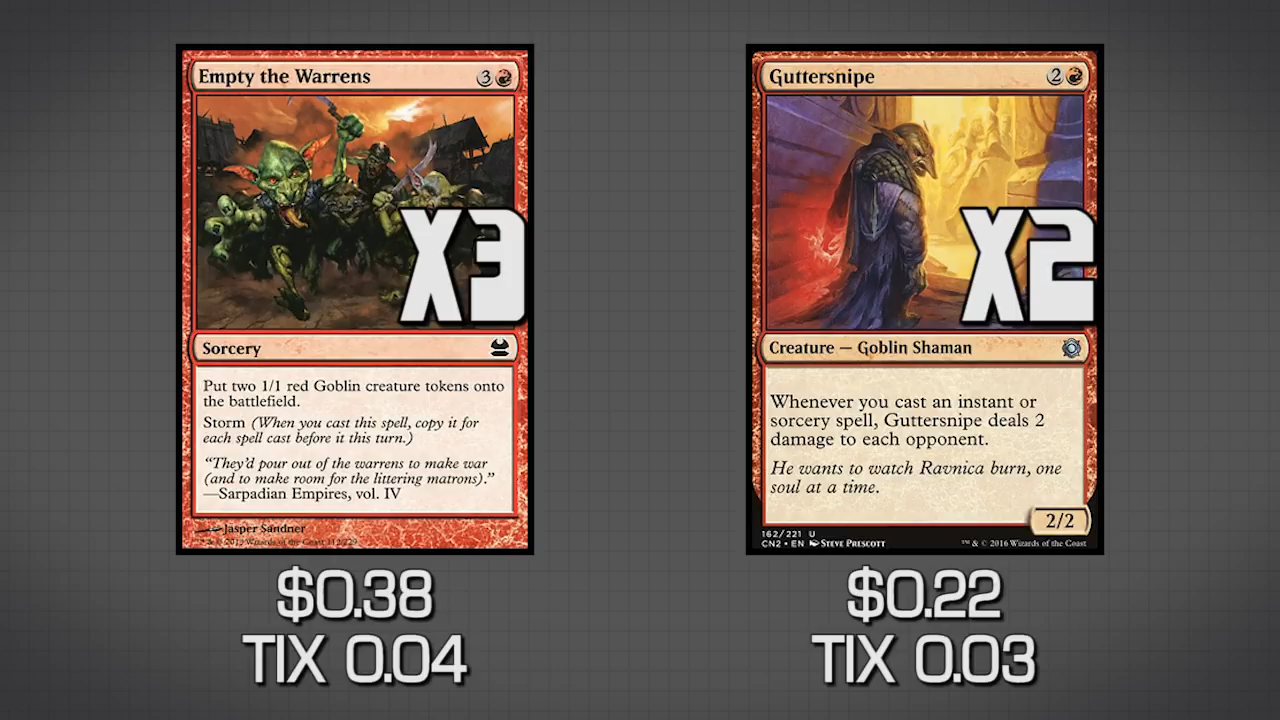 Empty the Warrens 3
X3
Sorcery
Put two 1/1 red Goblin creature tokens onto
the battlefield.
Storm (When you cast this spell, copy it for
each spell cast before it this turn.)
“They’d pour out of the warrens to make war
(and to make room for the littering matrons).”
—Sarpadian Empires, vol. IV
Jasper Sandner
$0.38
TIX 0.04
Guttersnipe 2
X2
Creature — Goblin Shaman
Whenever you cast an instant or
sorcery spell, Guttersnipe deals 2
damage to each opponent.
He wants to watch Ravnica burn, one
soul at a time.
2/2
162/221 U
CN2 • EN Steve Prescott
™ & © 2016 Wizards of the Coast
$0.22
TIX 0.03